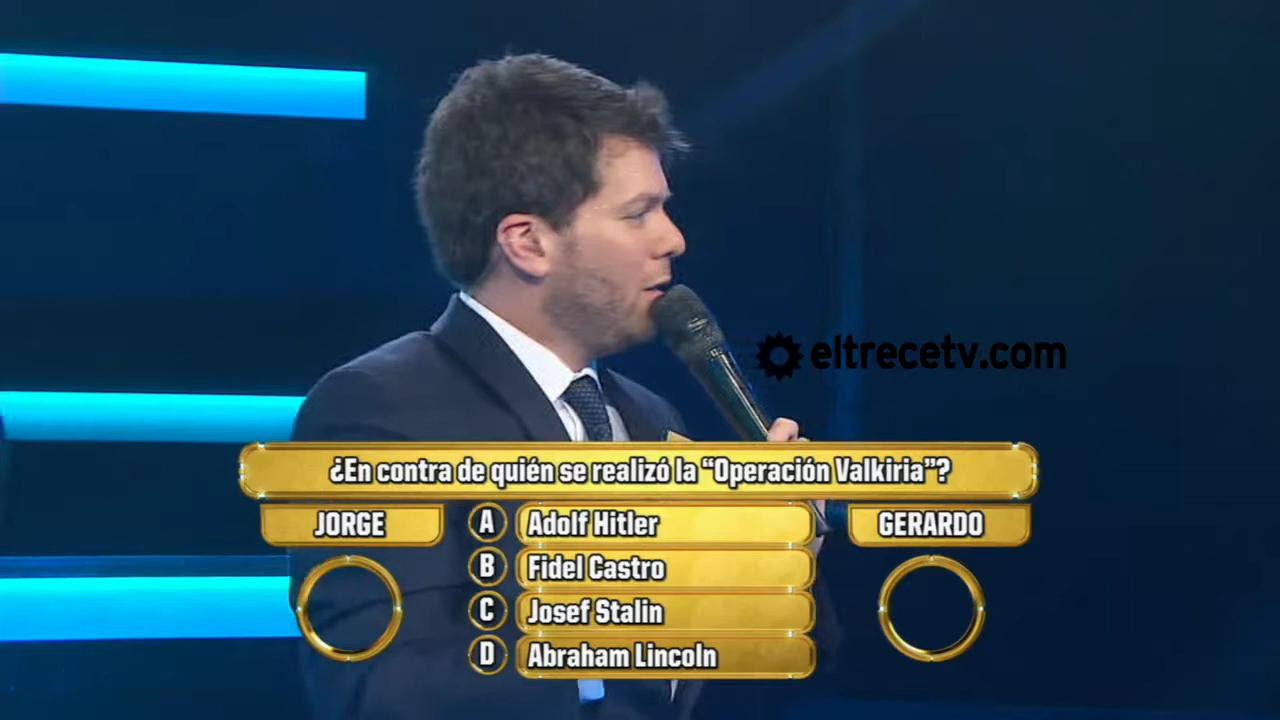 eltrecetv.com
¿En contra de quién se realizó la “Operación Valkiria”?
JORGE
A Adolf Hitler
B Fidel Castro
C Josef Stalin
D Abraham Lincoln
GERARDO